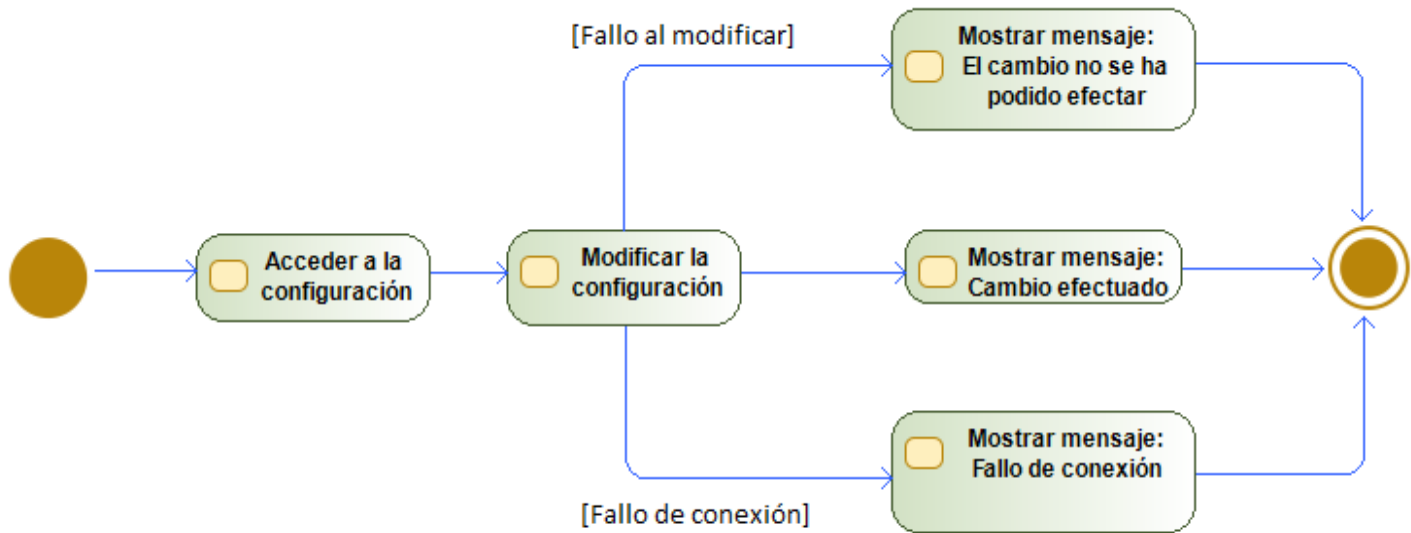 [Fallo al modificar]
Mostrar mensaje:
El cambio no se ha
podido efectar
Acceder a la
configuración
Modificar la
configuración
Mostrar mensaje:
Cambio efectuado
Mostrar mensaje:
Fallo de conexión
[Fallo de conexión]